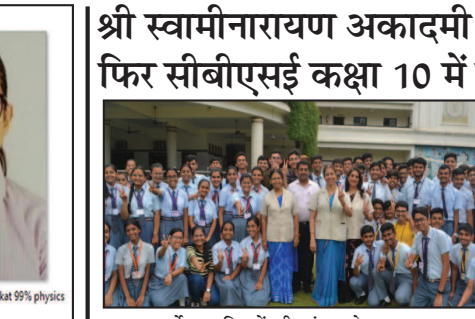 श्री स्वामीनारायण अकादमी
फिर सीबीएसई कक्षा 10 में
kat 99% physics